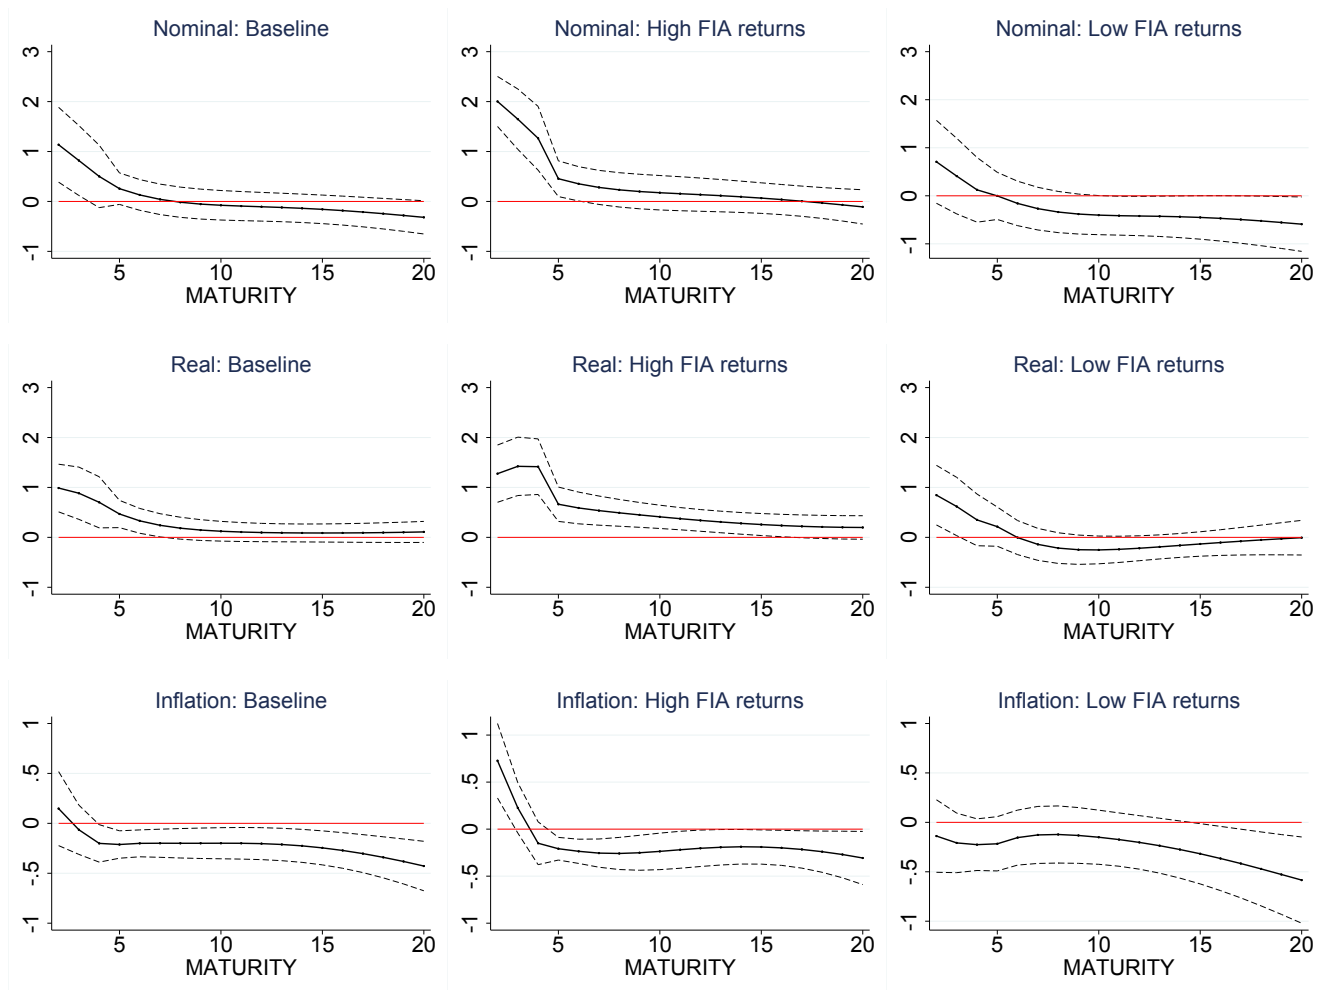 Nominal: Baseline
3
2
1
0
-1
5 10 15 20
MATURITY
Nominal: High FIA returns
3
2
1
0
-1
5 10 15 20
MATURITY
Nominal: Low FIA returns
3
2
1
0
-1
5 10 15 20
MATURITY
Real: Baseline
3
2
1
0
-1
5 10 15 20
MATURITY
Real: High FIA returns
3
2
1
0
-1
5 10 15 20
MATURITY
Real: Low FIA returns
3
2
1
0
-1
5 10 15 20
MATURITY
Inflation: Baseline
1
.5
0
-.5
-1
5 10 15 20
MATURITY
Inflation: High FIA returns
1
.5
0
-.5
-1
5 10 15 20
MATURITY
Inflation: Low FIA returns
1
.5
0
-.5
-1
5 10 15 20
MATURITY